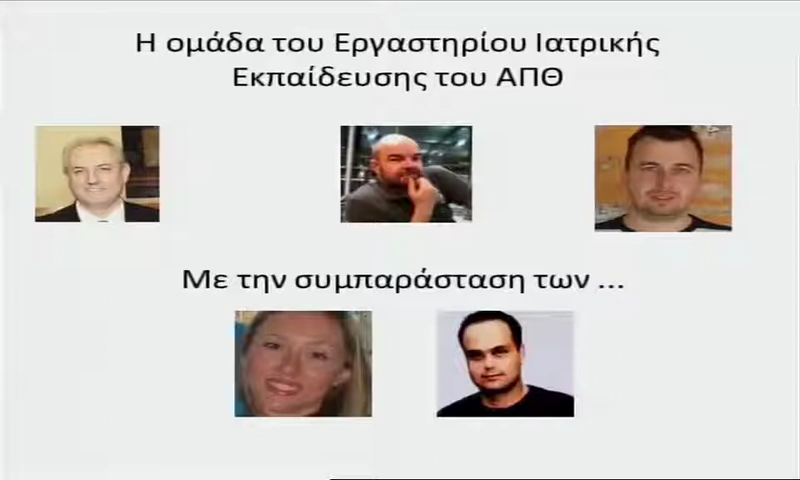 Η ομάδα του Εργαστηρίου Ιατρικής
Εκπαίδευσης του ΑΠΘ
Με την συμπαράσταση των ...